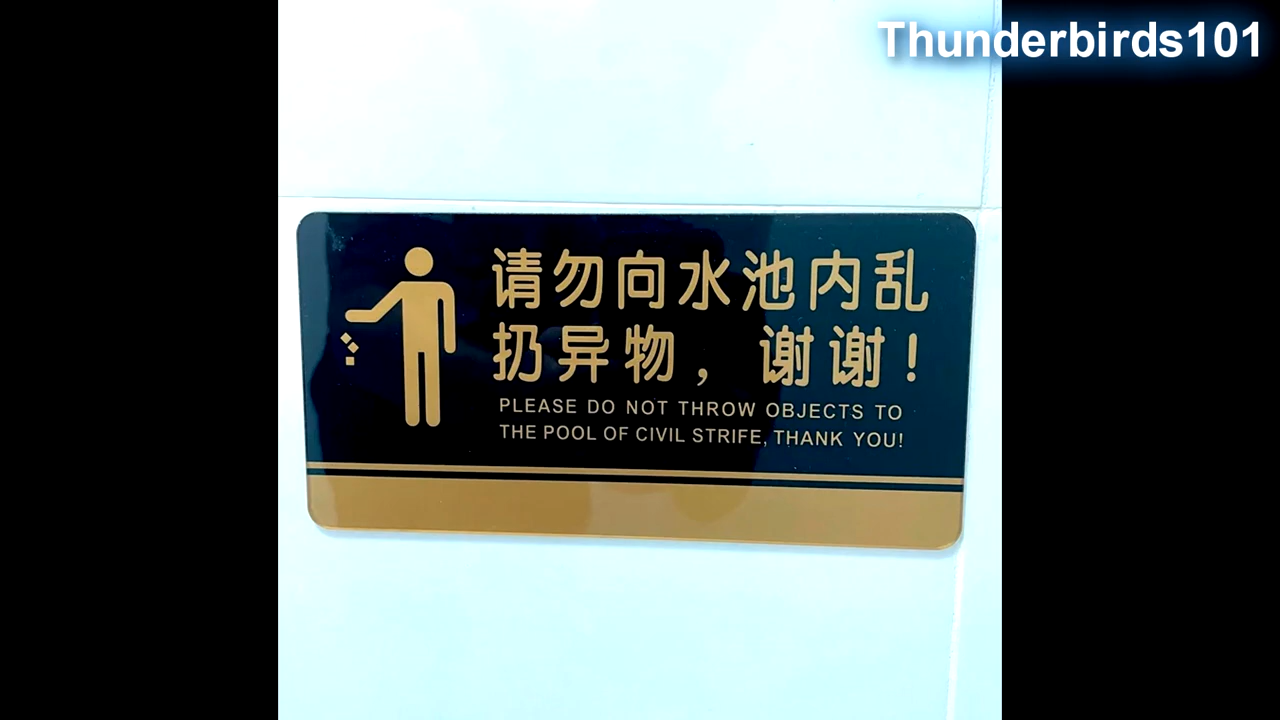 Thunderbirds101
请勿向水池内乱
扔异物，谢谢！
PLEASE DO NOT THROW OBJECTS TO
THE POOL OF CIVIL STRIFE, THANK YOU!